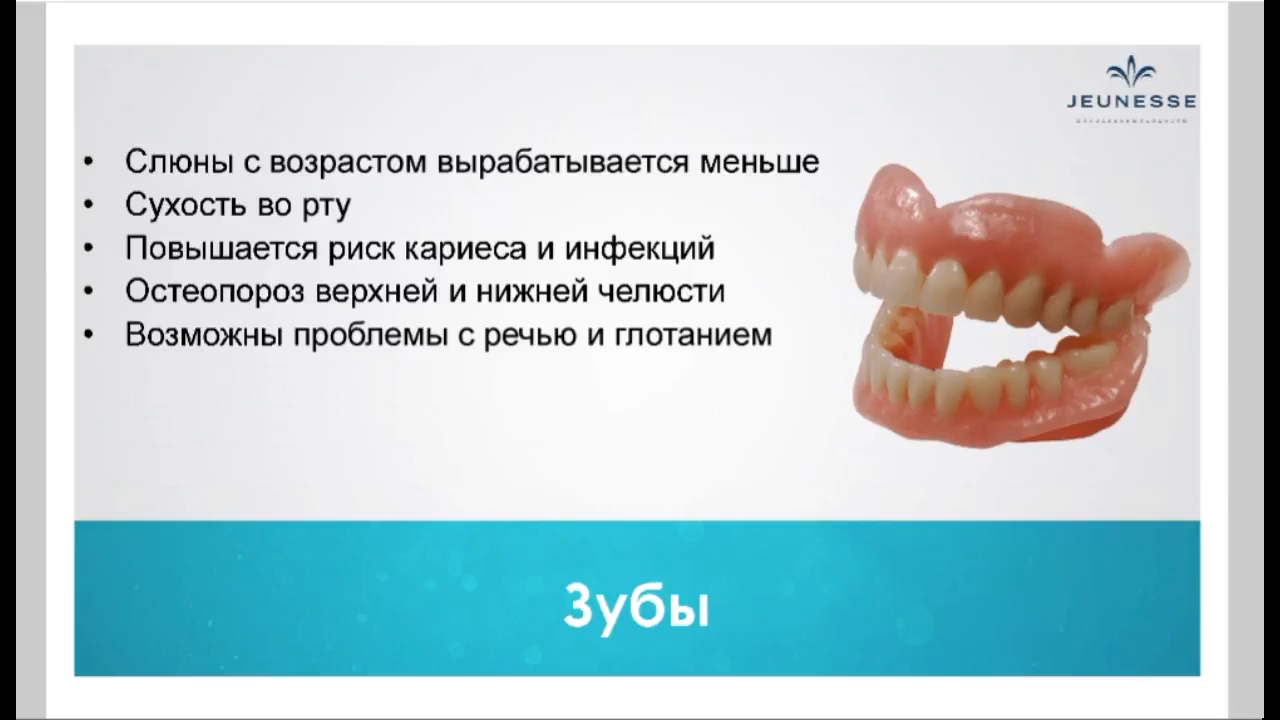 JEUNESSE
• Слюны с возрастом вырабатывается меньше
• Сухость во рту
• Повышается риск кариеса и инфекций
• Остеопороз верхней и нижней челюсти
• Возможны проблемы с речью и глотанием
Зубы